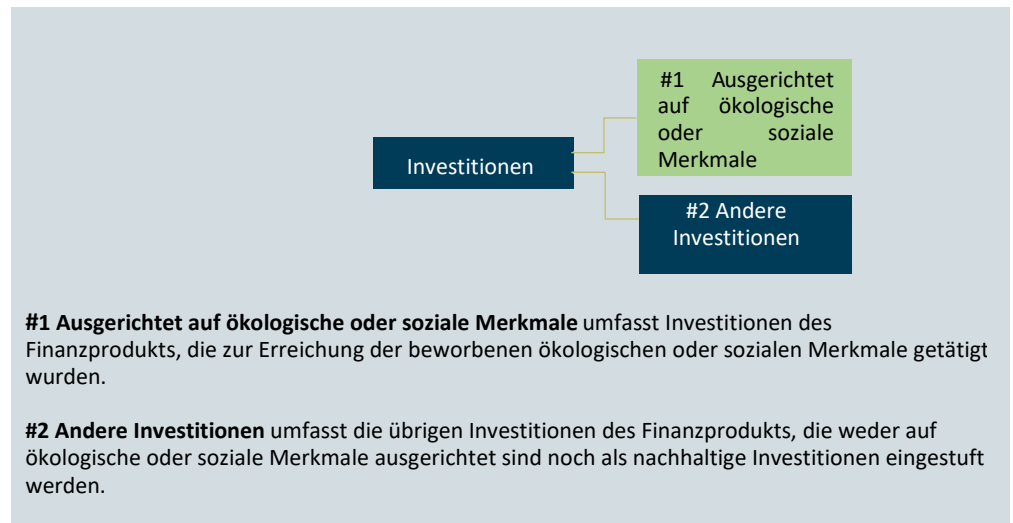 #1 Ausgerichtet
auf ökologische
oder soziale
Merkmale
Investitionen
#2 Andere
Investitionen
#1 Ausgerichtet auf ökologische oder soziale Merkmale umfasst Investitionen des
Finanzprodukts, die zur Erreichung der beworbenen ökologischen oder sozialen Merkmale getätigt
wurden.
#2 Andere Investitionen umfasst die übrigen Investitionen des Finanzprodukts, die weder auf
ökologische oder soziale Merkmale ausgerichtet sind noch als nachhaltige Investitionen eingestuft
werden.